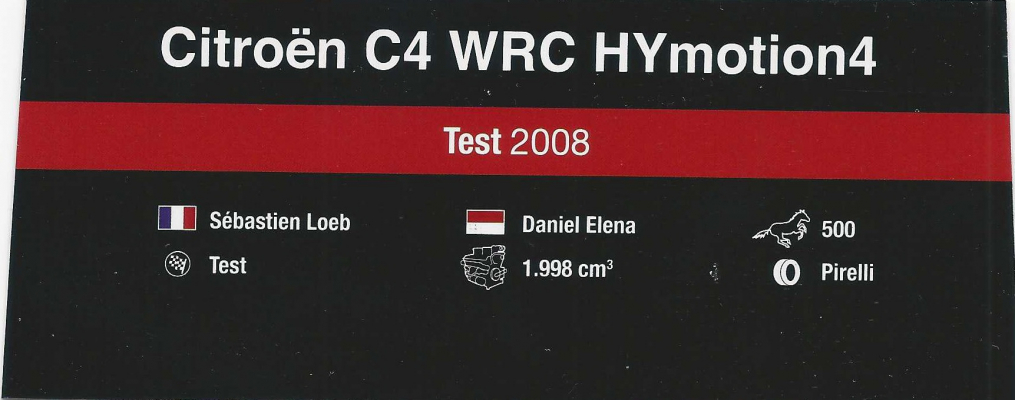 Citroën C4 WRC HYmotion4
Test 2008
Sébastien Loeb Daniel Elena 500
Test 1.998 cm³ Pirelli